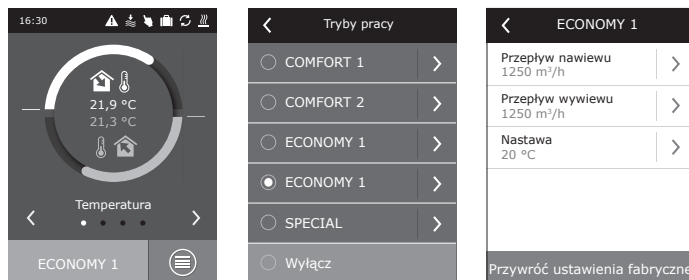 16:30
21,9 °C
21,3 °C
Temperatura
ECONOMY 1
Tryby pracy
COMFORT 1
COMFORT 2
ECONOMY 1
ECONOMY 1
SPECIAL
Wyłącz
ECONOMY 1
Przepływ nawiewu
1250 m³/h
Przepływ wywiewu
1250 m³/h
Nastawa
20 °C
Przywróć ustawienia fabryczne